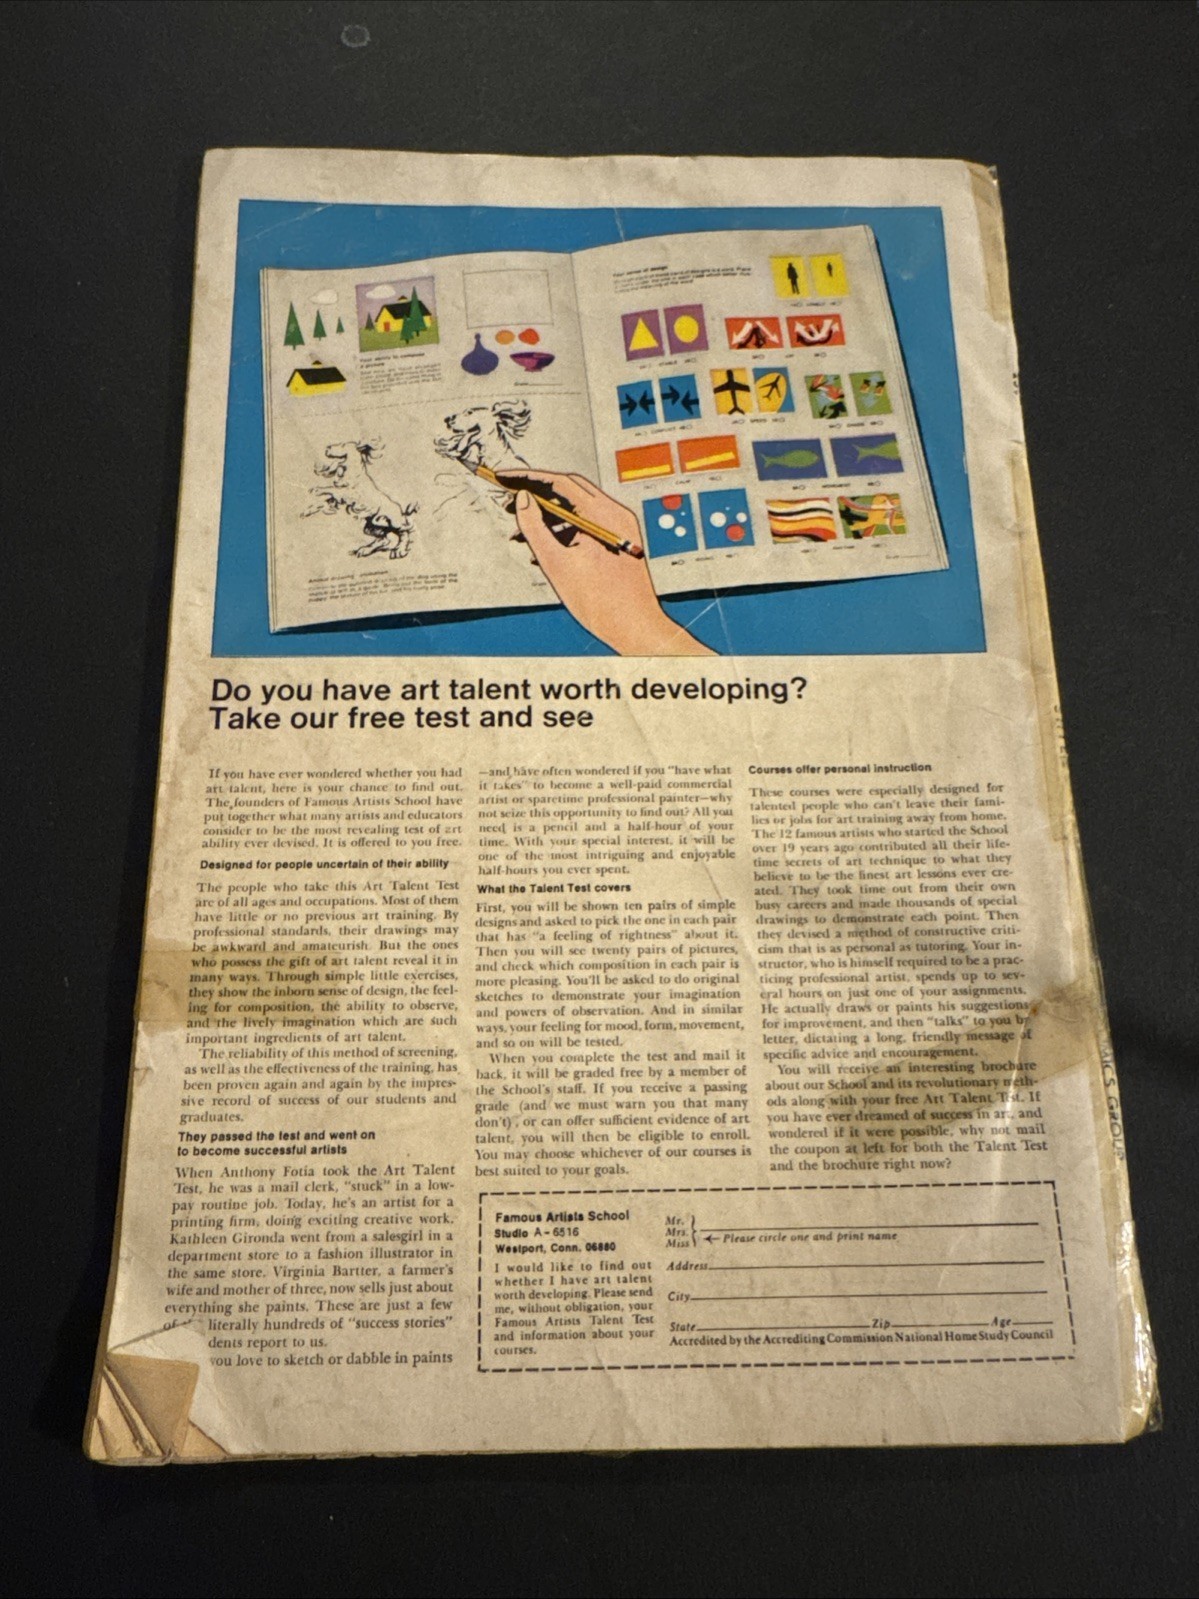 Do you have art talent worth developing?
Take our free test and see
If you have ever wondered whether you had
art talent, here is your chance to find out.
The founders of Famous Artists School have
put together what many artists and educators
consider to be the most revealing test of art
ability ever devised. It is offered to you free.
Designed for people uncertain of their ability
The people who take this Art Talent Test
are of all ages and occupations. Most of them
have little or no previous art training. By
professional standards, their drawings may
be awkward and amateurish. But the ones
who possess the gift of art talent reveal it in
many ways. Through simple little exercises,
they show the inborn sense of design, the feel-
ing for composition, the ability to observe,
and the lively imagination which are such
important ingredients of art talent.
The reliability of this method of screening,
as well as the effectiveness of the training, has
been proven again and again by the impres-
sive record of success of our students and
graduates.
They passed the test and went on
to become successful artists
When Anthony Fotia took the Art Talent
Test, he was a mail clerk, "stuck" in a low-
pay routine job. Today, he's an artist for a
printing firm, doing exciting creative work.
Kathleen Gironda went from a salesgirl in a
department store to a fashion illustrator in
the same store. Virginia Bartter, a farmer's
wife and mother of three, now sells just about
everything she paints. These are just a few
of literally hundreds of "success stories"
dents report to us.
you love to sketch or dabble in paints
—and have often wondered if you "have what
it takes" to become a well-paid commercial
artist or sparetime professional painter—why
not seize this opportunity to find out? All you
need is a pencil and a half-hour of your
time. With your special interest, it will be
one of the most intriguing and enjoyable
half-hours you ever spent.
What the Talent Test covers
First, you will be shown ten pairs of simple
designs and asked to pick the one in each pair
that has "a feeling of rightness" about it.
Then you will see twenty pairs of pictures,
and check which composition in each pair is
more pleasing. You'll be asked to do original
sketches to demonstrate your imagination
and powers of observation. And in similar
ways, your feeling for mood, form, movement,
and so on will be tested.
When you complete the test and mail it
back, it will be graded free by a member of
the School's staff. If you receive a passing
grade (and we must warn you that many
don't), or can offer sufficient evidence of art
talent, you will then be eligible to enroll.
You may choose whichever of our courses is
best suited to your goals.
Courses offer personal instruction
These courses were especially designed for
talented people who can't leave their fami-
lies or jobs for art training away from home.
The 12 famous artists who started the School
over 19 years ago contributed all their life-
time secrets of art technique to what they
believe to be the finest art lessons ever cre-
ated. They took time out from their own
busy careers and made thousands of special
drawings to demonstrate each point. Then
they devised a method of constructive criti-
cism that is as personal as tutoring. Your in-
structor, who is himself required to be a prac-
ticing professional artist, spends up to sev-
eral hours on just one of your assignments.
He actually draws or paints his suggestions
for improvement, and then "talks" to you by
letter, dictating a long, friendly message of
specific advice and encouragement.
You will receive an interesting brochure
about our School and its revolutionary meth-
ods along with your free Art Talent Test. If
you have ever dreamed of success in art, and
wondered if it were possible, why not mail
the coupon at left for both the Talent Test
and the brochure right now?
Famous Artists School
Studio A-6516
Westport, Conn. 06880
I would like to find out
whether I have art talent
worth developing. Please send
me, without obligation, your
Famous Artists Talent Test
and information about your
courses.
Mr.
Mrs.
Miss
Please circle one and print name
Address
City
State Zip Age
Accredited by the Accrediting Commission National Home Study Council
Your sense of design
Your ability to compose
a picture
Animal drawing
MICS GROUP